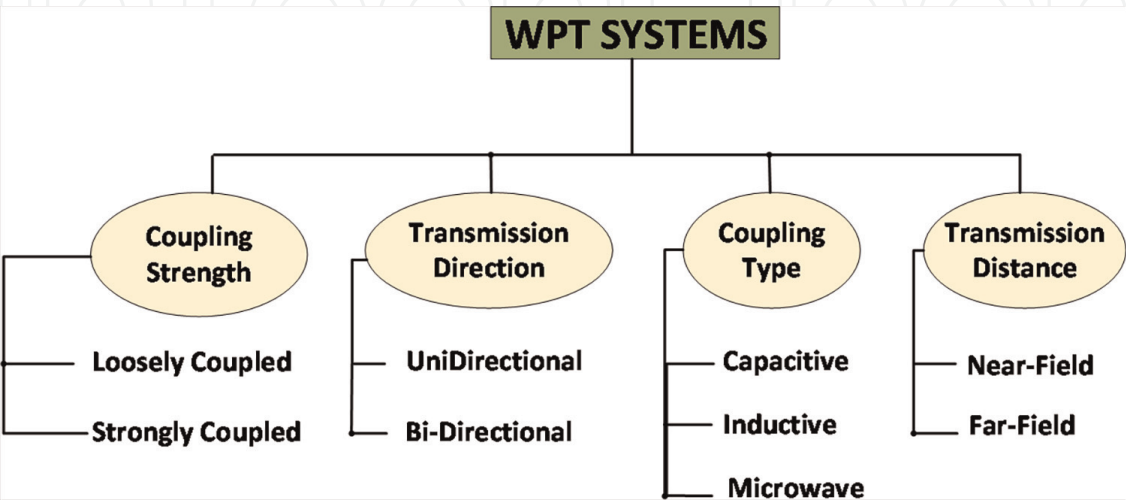 WPT SYSTEMS
Coupling
Strength
Loosely Coupled
Strongly Coupled
Transmission
Direction
UniDirectional
Bi-Directional
Coupling
Type
Capacitive
Inductive
Microwave
Transmission
Distance
Near-Field
Far-Field